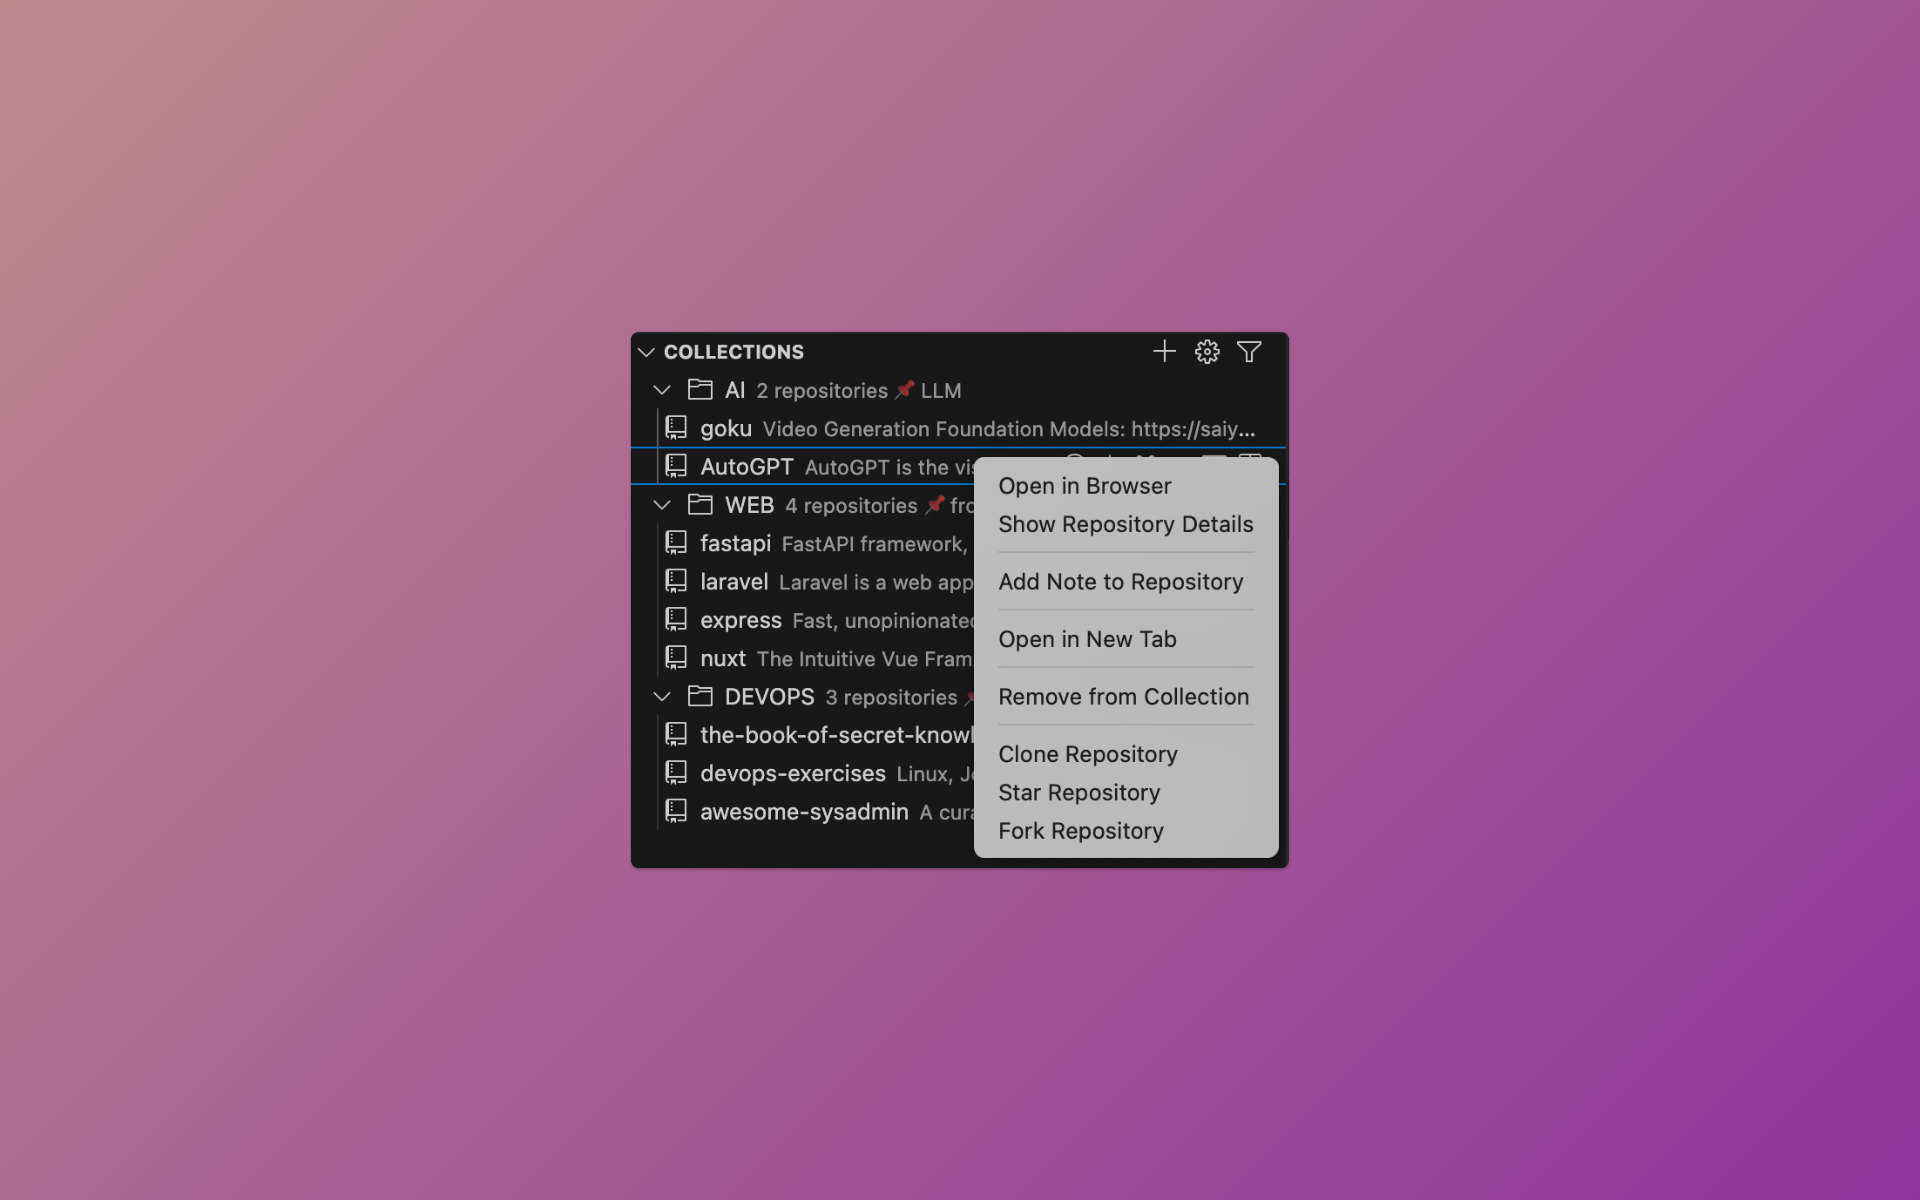 COLLECTIONS
AI 2 repositories 📌 LLM
goku Video Generation Foundation Models: https://saiy...
AutoGPT AutoGPT is the
WEB 4 repositories 📌
fastapi FastAPI framework,
laravel Laravel is a web app
express Fast, unopinionated
nuxt The Intuitive Vue Fram
DEVOPS 3 repositories
the-book-of-secret-knowl
devops-exercises Linux,
awesome-sysadmin A cura
Open in Browser
Show Repository Details
Add Note to Repository
Open in New Tab
Remove from Collection
Clone Repository
Star Repository
Fork Repository